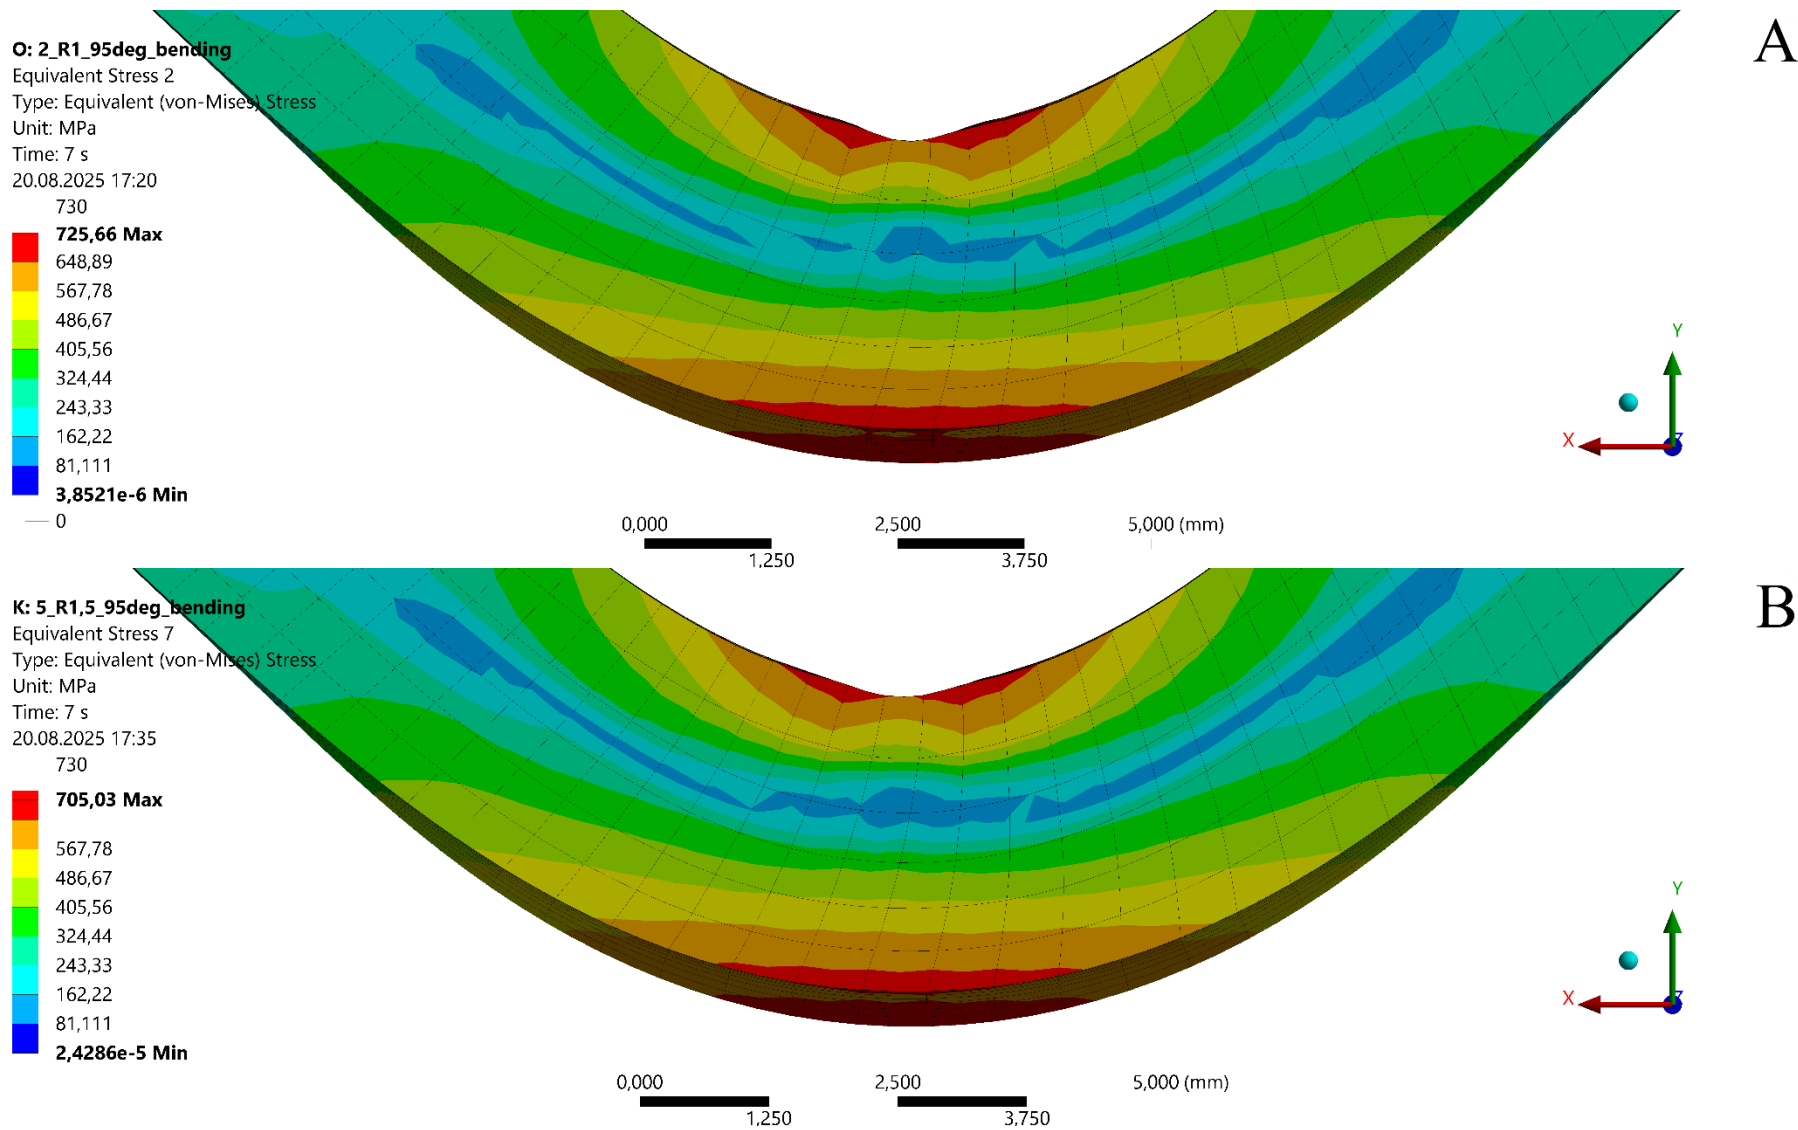 A
O: 2_R1_95deg_bending
Equivalent Stress 2
Type: Equivalent (von-Mises) Stress
Unit: MPa
Time: 7 s
20.08.2025 17:20
730
725,66 Max
648,89
567,78
486,67
405,56
324,44
243,33
162,22
81,111
3,8521e-6 Min
0
Y
X
Z
0,000 2,500 5,000 (mm)
1,250 3,750
B
K: 5_R1,5_95deg_bending
Equivalent Stress 7
Type: Equivalent (von-Mises) Stress
Unit: MPa
Time: 7 s
20.08.2025 17:35
730
705,03 Max
567,78
486,67
405,56
324,44
243,33
162,22
81,111
2,4286e-5 Min
Y
X
Z
0,000 2,500 5,000 (mm)
1,250 3,750